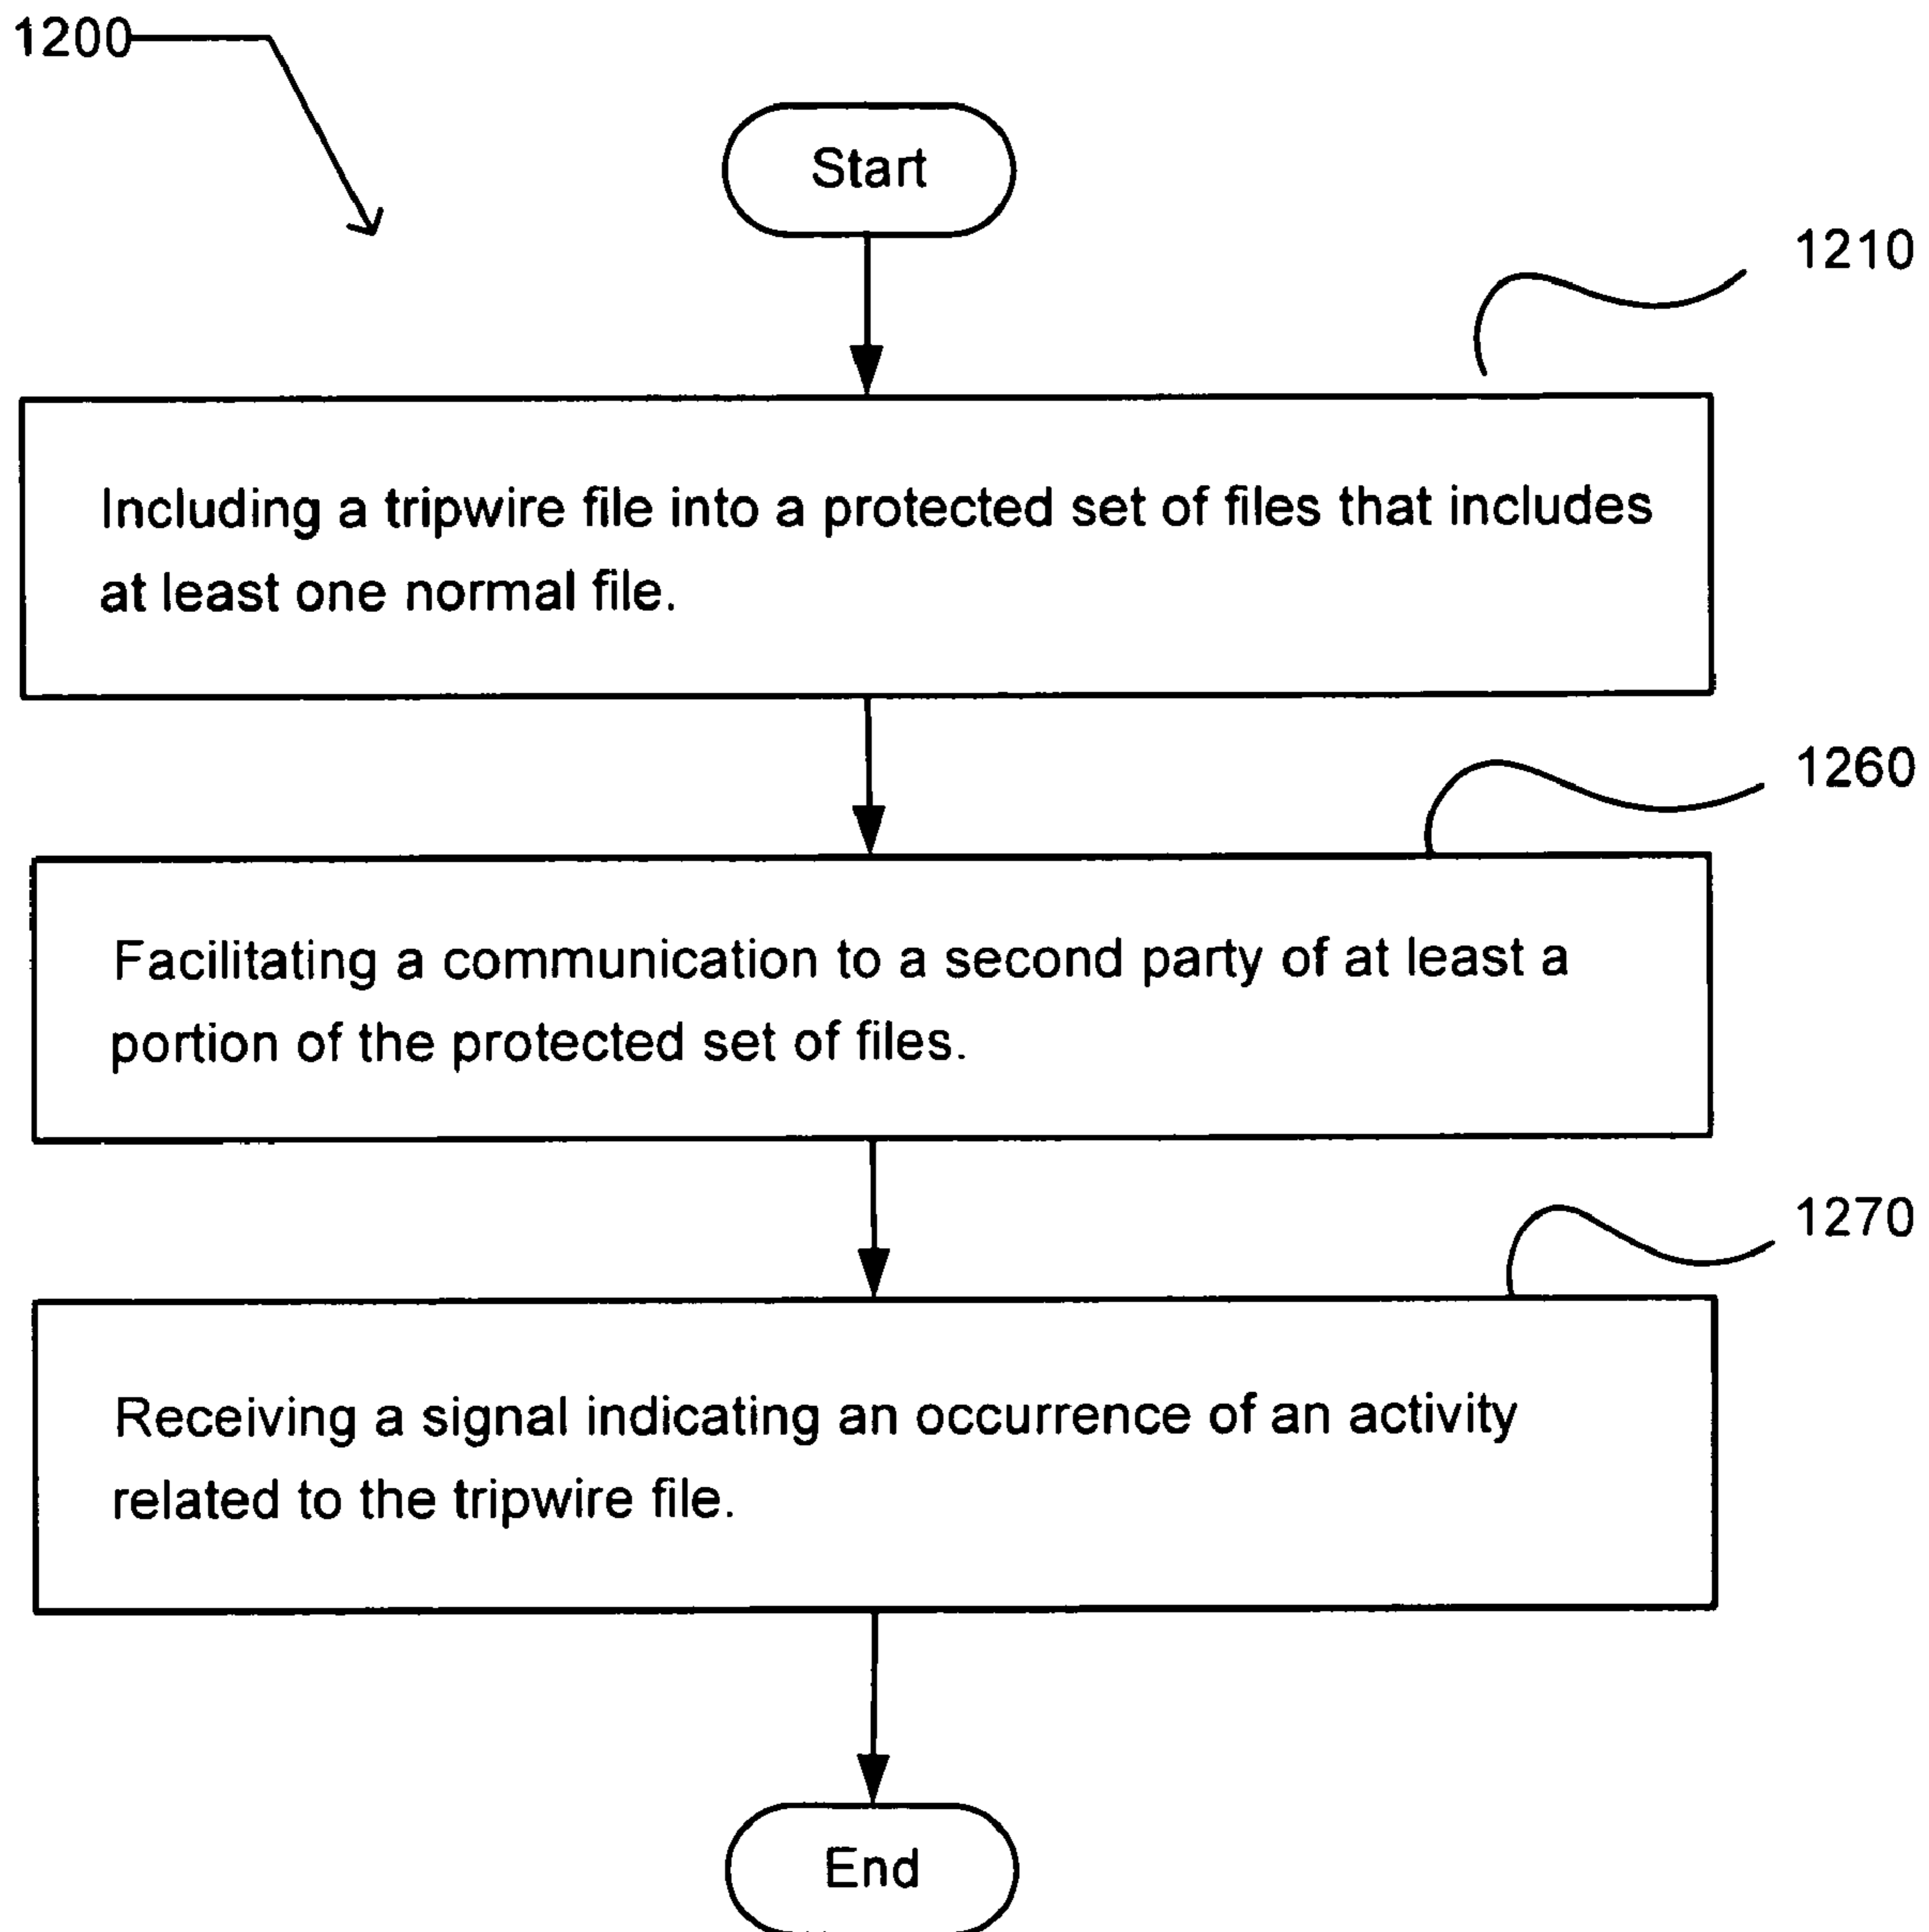 1200
Start
1210
Including a tripwire file into a protected set of files that includes
at least one normal file.
1260
Facilitating a communication to a second party of at least a
portion of the protected set of files.
1270
Receiving a signal indicating an occurrence of an activity
related to the tripwire file.
End